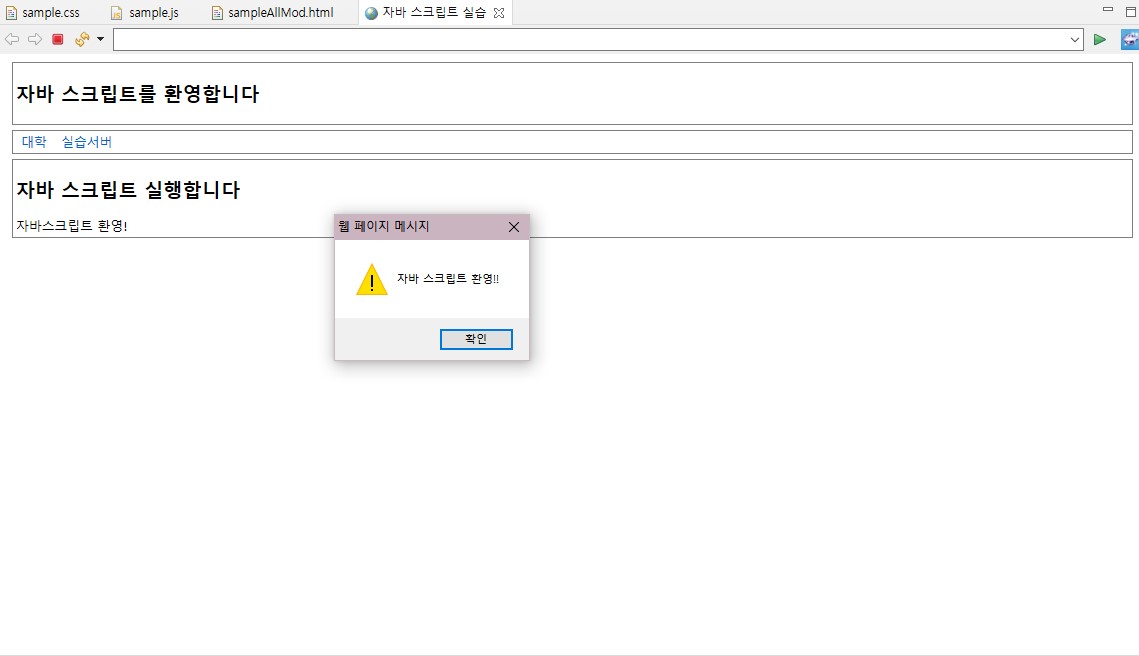 sample.css sample.js sampleAllMod.html 자바 스크립트 실습
자바 스크립트를 환영합니다
대학 실습서버
자바 스크립트 실행합니다
자바스크립트 환영!
웹 페이지 메시지
자바 스크립트 환영!!
확인